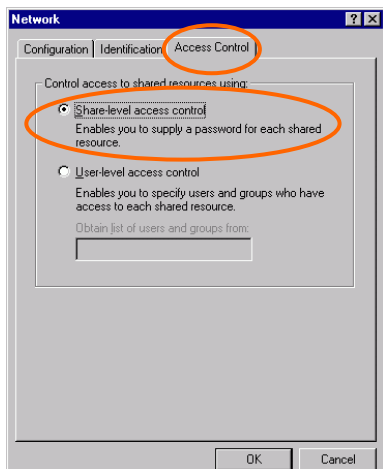 Network
Configuration Identification Access Control
Control access to shared resources using:
Share-level access control
Enables you to supply a password for each shared
resource.
User-level access control
Enables you to specify users and groups who have
access to each shared resource.
Obtain list of users and groups from:
OK Cancel